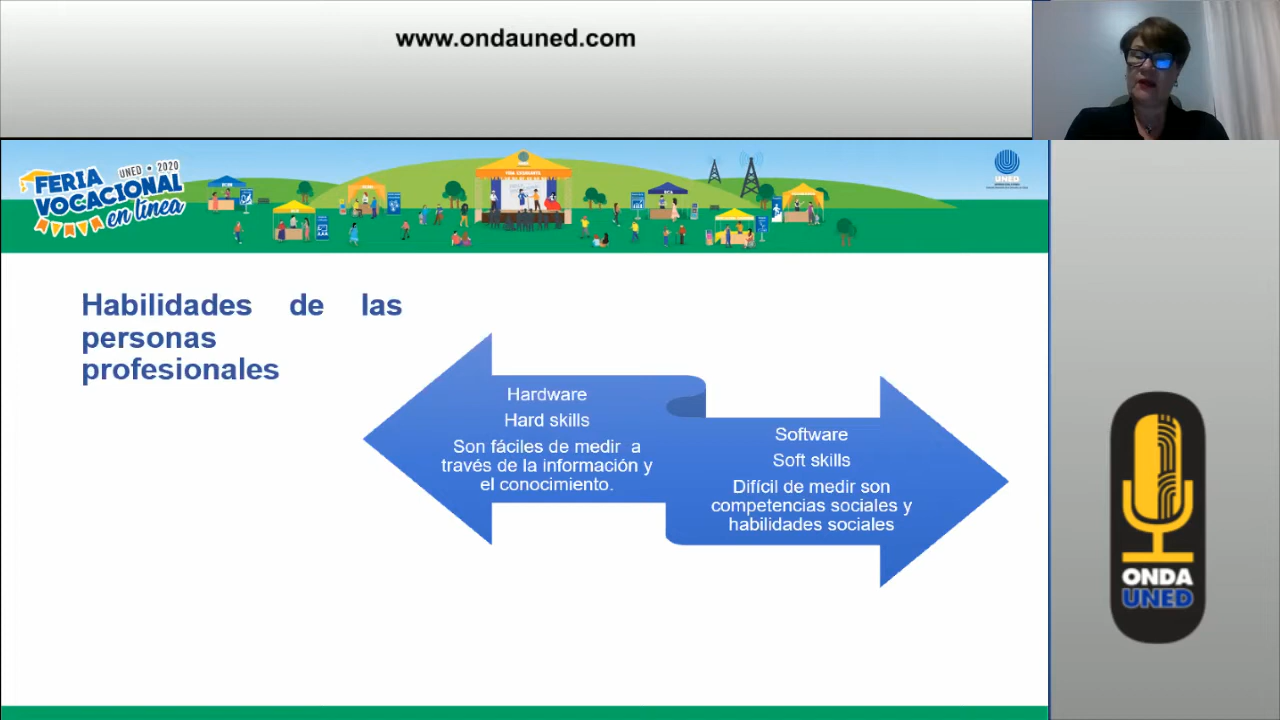 www.ondauned.com
FERIA
VOCACIONAL
en línea
UNED • 2020
UNED
Habilidades de las
personas
profesionales
Hardware
Hard skills
Son fáciles de medir a
través de la información y
el conocimiento.
Software
Soft skills
Difícil de medir son
competencias sociales y
habilidades sociales
ONDA
UNED